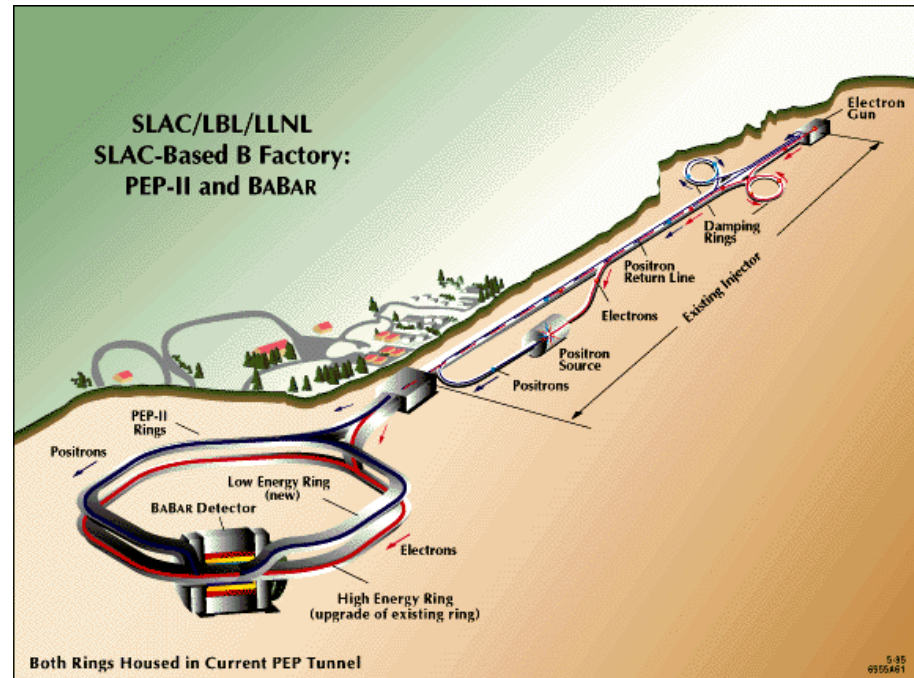 SLAC/LBL/LLNL
SLAC-Based B Factory:
PEP-II and BABAR
Electron
Gun
Damping
Rings
Positron
Return Line
Existing Injector
Electrons
Positron
Source
Positrons
PEP-II
Rings
Positrons
Low Energy Ring
(new)
BABAR Detector
Electrons
High Energy Ring
(upgrade of existing ring)
Both Rings Housed in Current PEP Tunnel
5-95
6955A61